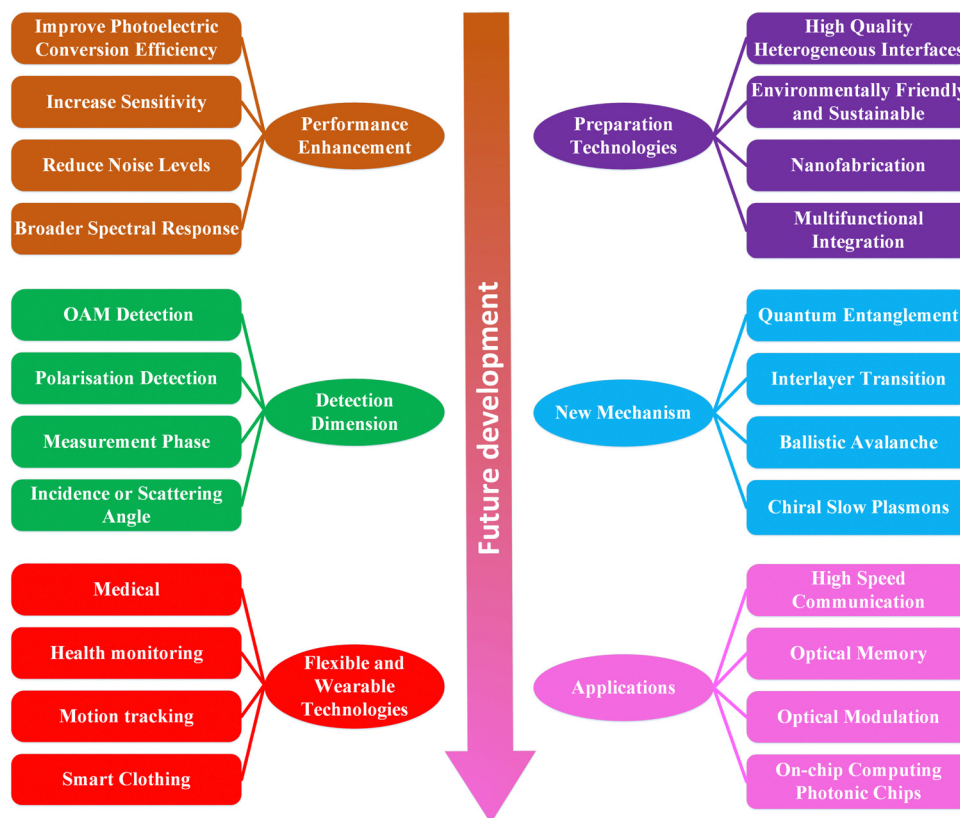 Improve Photoelectric
Conversion Efficiency
Increase Sensitivity
Reduce Noise Levels
Broader Spectral Response
Performance
Enhancement
OAM Detection
Polarisation Detection
Measurement Phase
Incidence or Scattering
Angle
Detection
Dimension
Medical
Health monitoring
Motion tracking
Smart Clothing
Flexible and
Wearable
Technologies
Future development
Preparation
Technologies
High Quality
Heterogeneous Interfaces
Environmentally Friendly
and Sustainable
Nanofabrication
Multifunctional
Integration
New Mechanism
Quantum Entanglement
Interlayer Transition
Ballistic Avalanche
Chiral Slow Plasmons
Applications
High Speed
Communication
Optical Memory
Optical Modulation
On-chip Computing
Photonic Chips